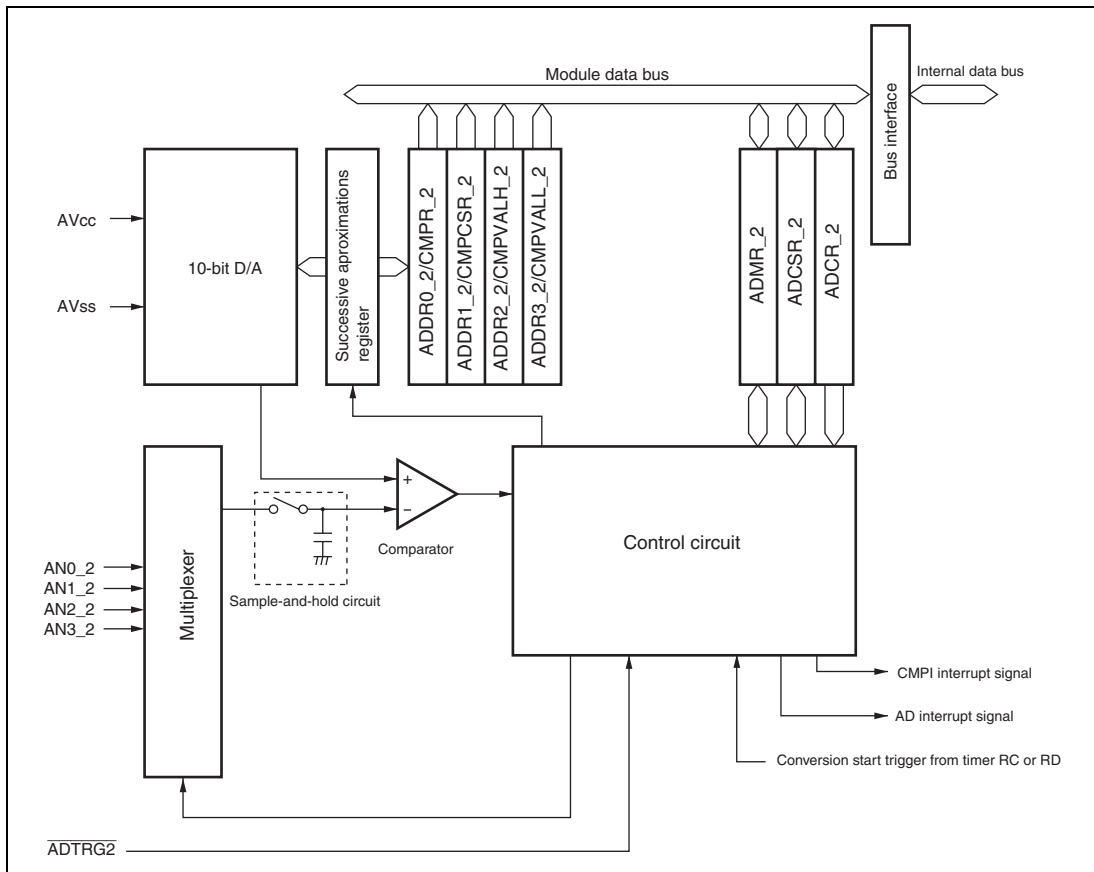 Module data bus
Internal data bus
Bus interface
AVcc
AVss
10-bit D/A
Successive aproximations
register
ADDR0_2/CMPR_2
ADDR1_2/CMPCSR_2
ADDR2_2/CMPVALH_2
ADDR3_2/CMPVALL_2
ADMR_2
ADCSR_2
ADCR_2
+
−
Comparator
Control circuit
Multiplexer
AN0_2
AN1_2
AN2_2
AN3_2
Sample-and-hold circuit
CMPI interrupt signal
AD interrupt signal
Conversion start trigger from timer RC or RD
ADTRG2